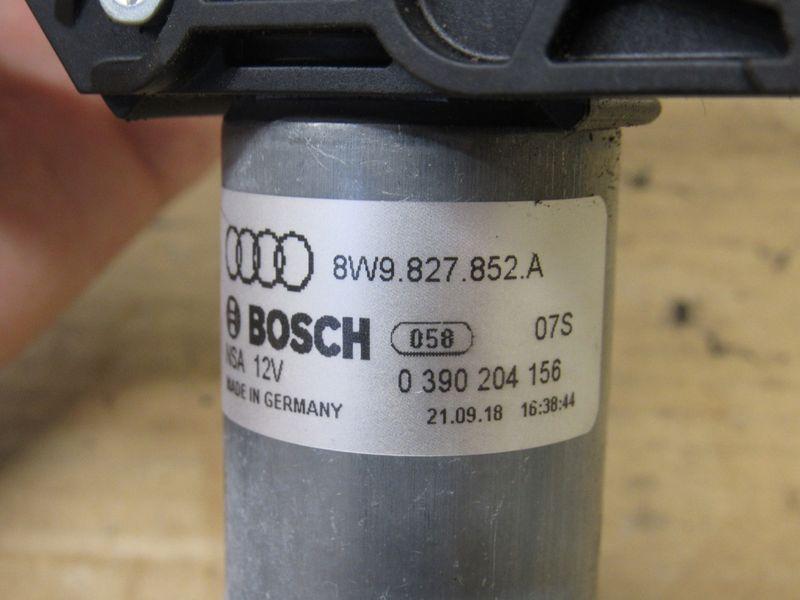 8W9.827.852.A
BOSCH 058 07S
NSA 12V 0 390 204 156
MADE IN GERMANY 21.09.18 16:38:44